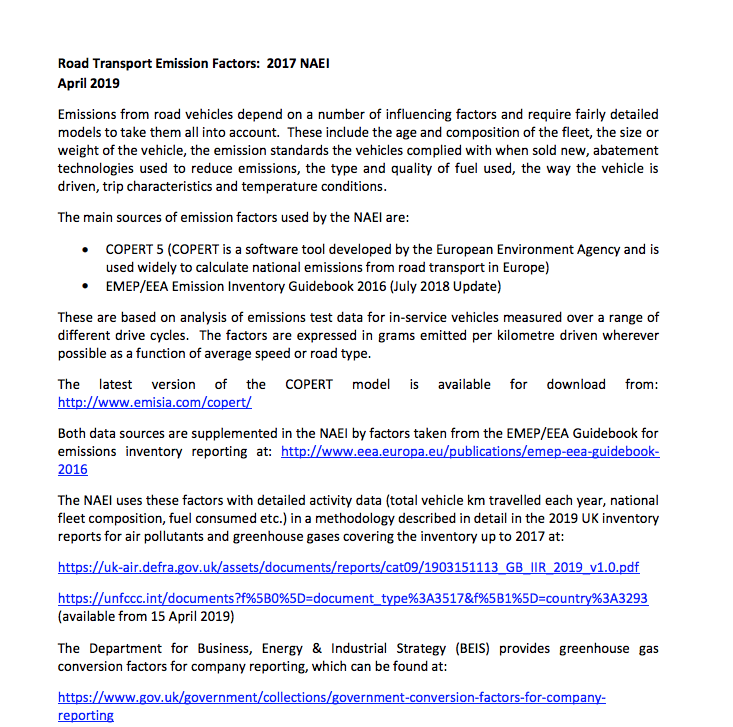 Road Transport Emission Factors:  2017 NAEI
April 2019
Emissions from road vehicles depend on a number of influencing factors and require fairly detailed
models to take them all into account.  These include the age and composition of the fleet, the size or
weight of the vehicle, the emission standards the vehicles complied with when sold new, abatement
technologies used to reduce emissions, the type and quality of fuel used, the way the vehicle is
driven, trip characteristics and temperature conditions.
The main sources of emission factors used by the NAEI are:
• COPERT 5 (COPERT is a software tool developed by the European Environment Agency and is
used widely to calculate national emissions from road transport in Europe)
• EMEP/EEA Emission Inventory Guidebook 2016 (July 2018 Update)
These are based on analysis of emissions test data for in-service vehicles measured over a range of
different drive cycles.  The factors are expressed in grams emitted per kilometre driven wherever
possible as a function of average speed or road type.
The latest version of the COPERT model is available for download from:
http://www.emisia.com/copert/
Both data sources are supplemented in the NAEI by factors taken from the EMEP/EEA Guidebook for
emissions inventory reporting at: http://www.eea.europa.eu/publications/emep-eea-guidebook-
2016
The NAEI uses these factors with detailed activity data (total vehicle km travelled each year, national
fleet composition, fuel consumed etc.) in a methodology described in detail in the 2019 UK inventory
reports for air pollutants and greenhouse gases covering the inventory up to 2017 at:
https://uk-air.defra.gov.uk/assets/documents/reports/cat09/1903151113_GB_IIR_2019_v1.0.pdf
https://unfccc.int/documents?f%5B0%5D=document_type%3A3517&f%5B1%5D=country%3A3293
(available from 15 April 2019)
The Department for Business, Energy & Industrial Strategy (BEIS) provides greenhouse gas
conversion factors for company reporting, which can be found at:
https://www.gov.uk/government/collections/government-conversion-factors-for-company-
reporting